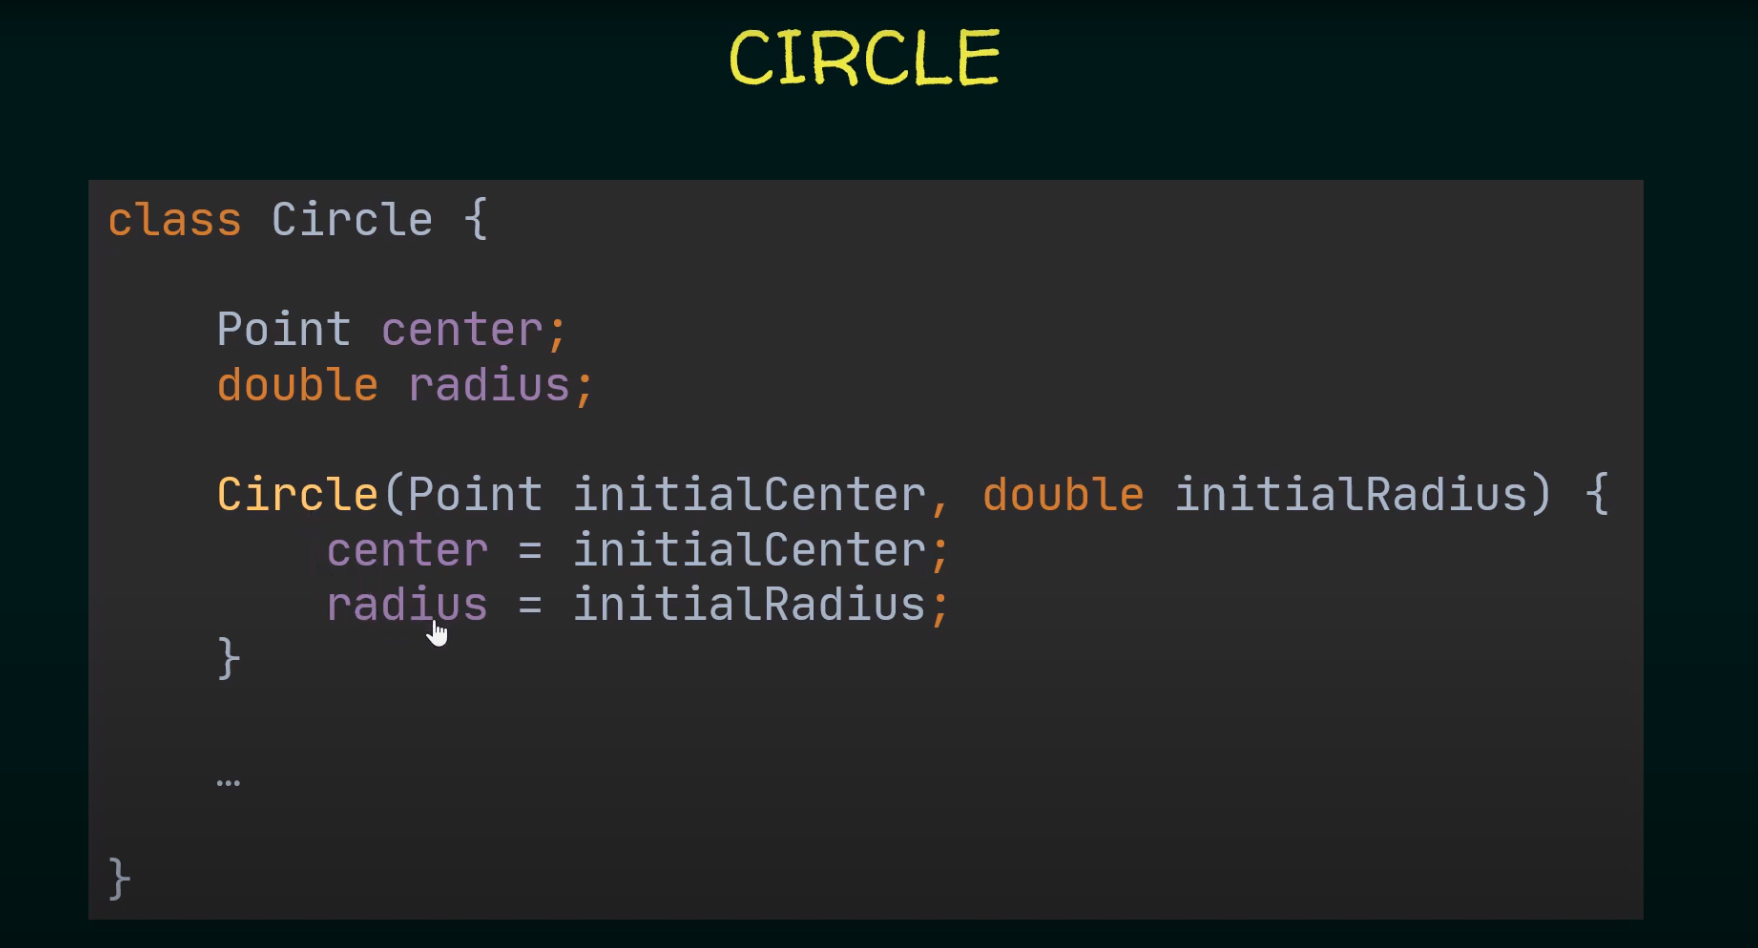 CIRCLE
class Circle {
Point center;
double radius;
Circle(Point initialCenter, double initialRadius) {
center = initialCenter;
radius = initialRadius;
}
…
}